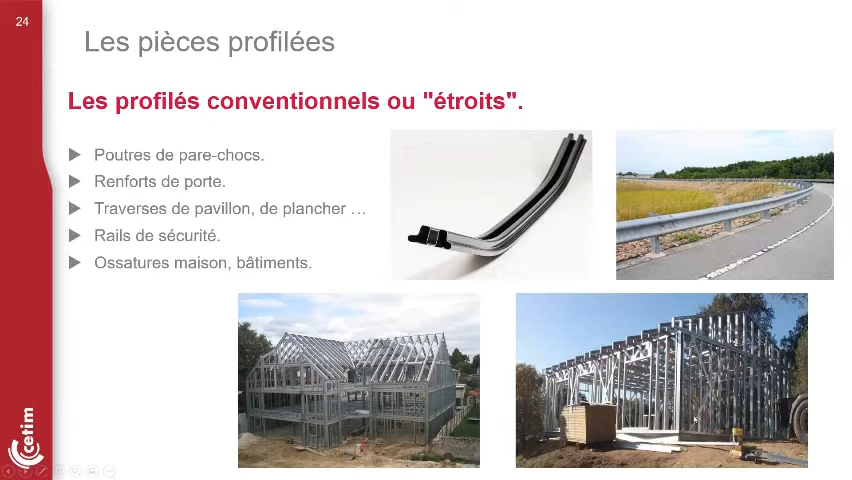 24
Les pièces profilées
Les profilés conventionnels ou "étroits".
Poutres de pare-chocs.
Renforts de porte.
Traverses de pavillon, de plancher …
Rails de sécurité.
Ossatures maison, bâtiments.
cetim